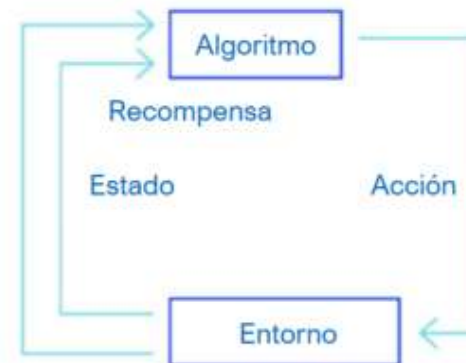 Algoritmo
Recompensa
Estado
Acción
Entorno